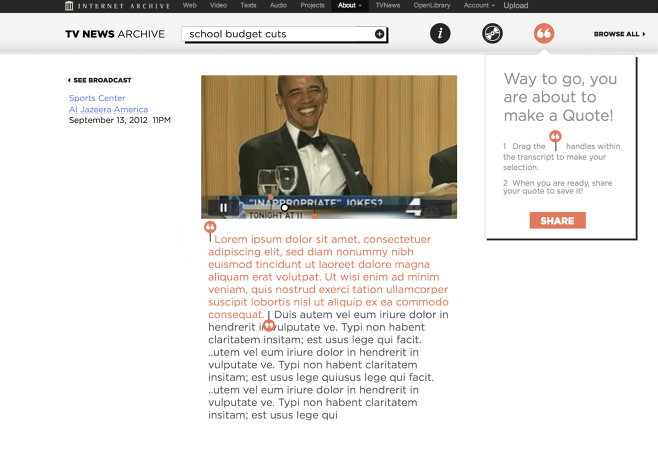 INTERNET ARCHIVE
Web Video Texts Audio Projects About TVNews OpenLibrary Account Upload
TV NEWS ARCHIVE
school budget cuts
BROWSE ALL
SEE BROADCAST
Sports Center
Al Jazeera America
September 13, 2012 11PM
"INAPPROPRIATE" JOKES?
TONIGHT AT 11
4
Way to go, you
are about to
make a Quote!
1 Drag the handles within
the transcript to make your
selection.
2 When you are ready, share
your quote to save it!
SHARE
Lorem ipsum dolor sit amet, consectetuer
adipiscing elit, sed diam nonummy nibh
euismod tincidunt ut laoreet dolore magna
aliquam erat volutpat. Ut wisi enim ad minim
veniam, quis nostrud exerci tation ullamcorper
suscipit lobortis nisl ut aliquip ex ea commodo
consequat. Duis autem vel eum iriure dolor in
hendrerit in vulputate ve. Typi non habent
claritatem insitam; est usus lege qui facit.
..utem vel eum iriure dolor in hendrerit in
vulputate ve. Typi non habent claritatem
insitam; est usus lege quiusus lege qui facit.
..utem vel eum iriure dolor in hendrerit in
vulputate ve. Typi non habent claritatem
insitam; est usus lege qui